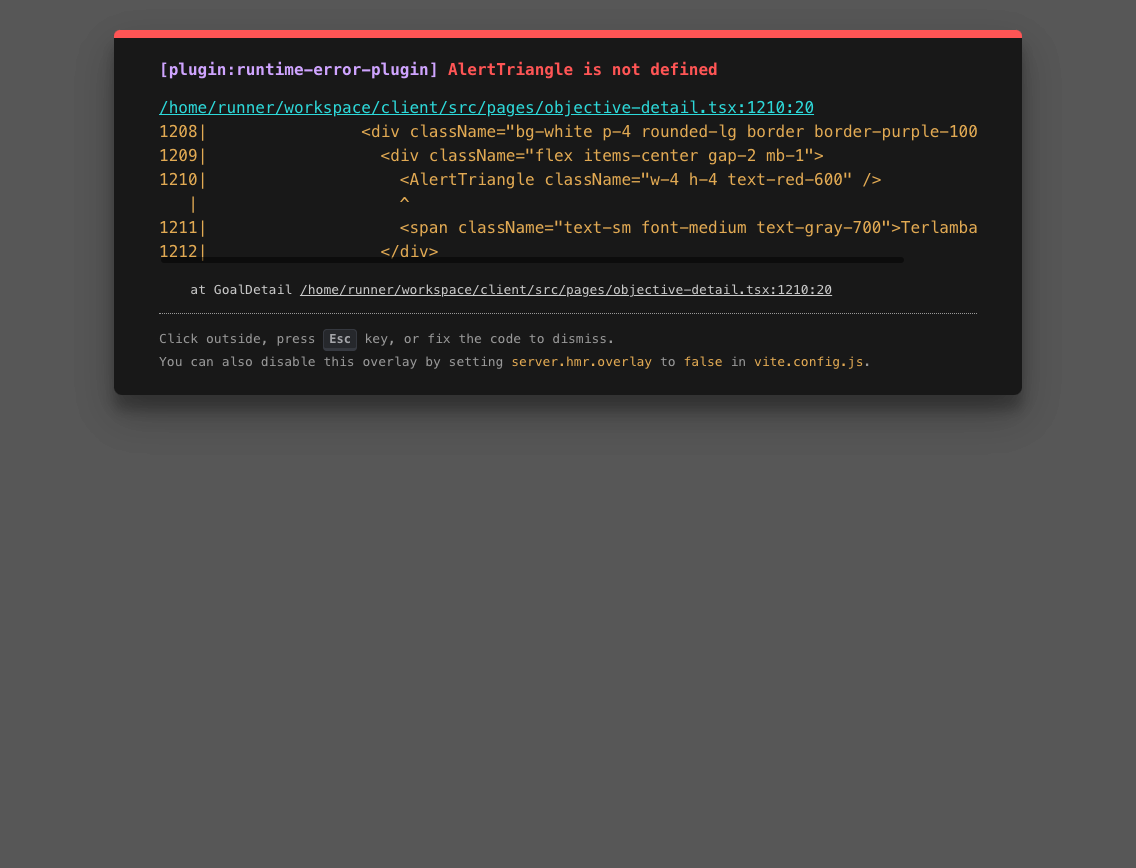 [plugin:runtime-error-plugin] AlertTriangle is not defined
/home/runner/workspace/client/src/pages/objective-detail.tsx:1210:20
1208|                <div className="bg-white p-4 rounded-lg border border-purple-100
1209|                  <div className="flex items-center gap-2 mb-1">
1210|                    <AlertTriangle className="w-4 h-4 text-red-600" />
   |                    ^
1211|                    <span className="text-sm font-medium text-gray-700">Terlamba
1212|                  </div>
    at GoalDetail /home/runner/workspace/client/src/pages/objective-detail.tsx:1210:20
Click outside, press Esc key, or fix the code to dismiss.
You can also disable this overlay by setting server.hmr.overlay to false in vite.config.js.